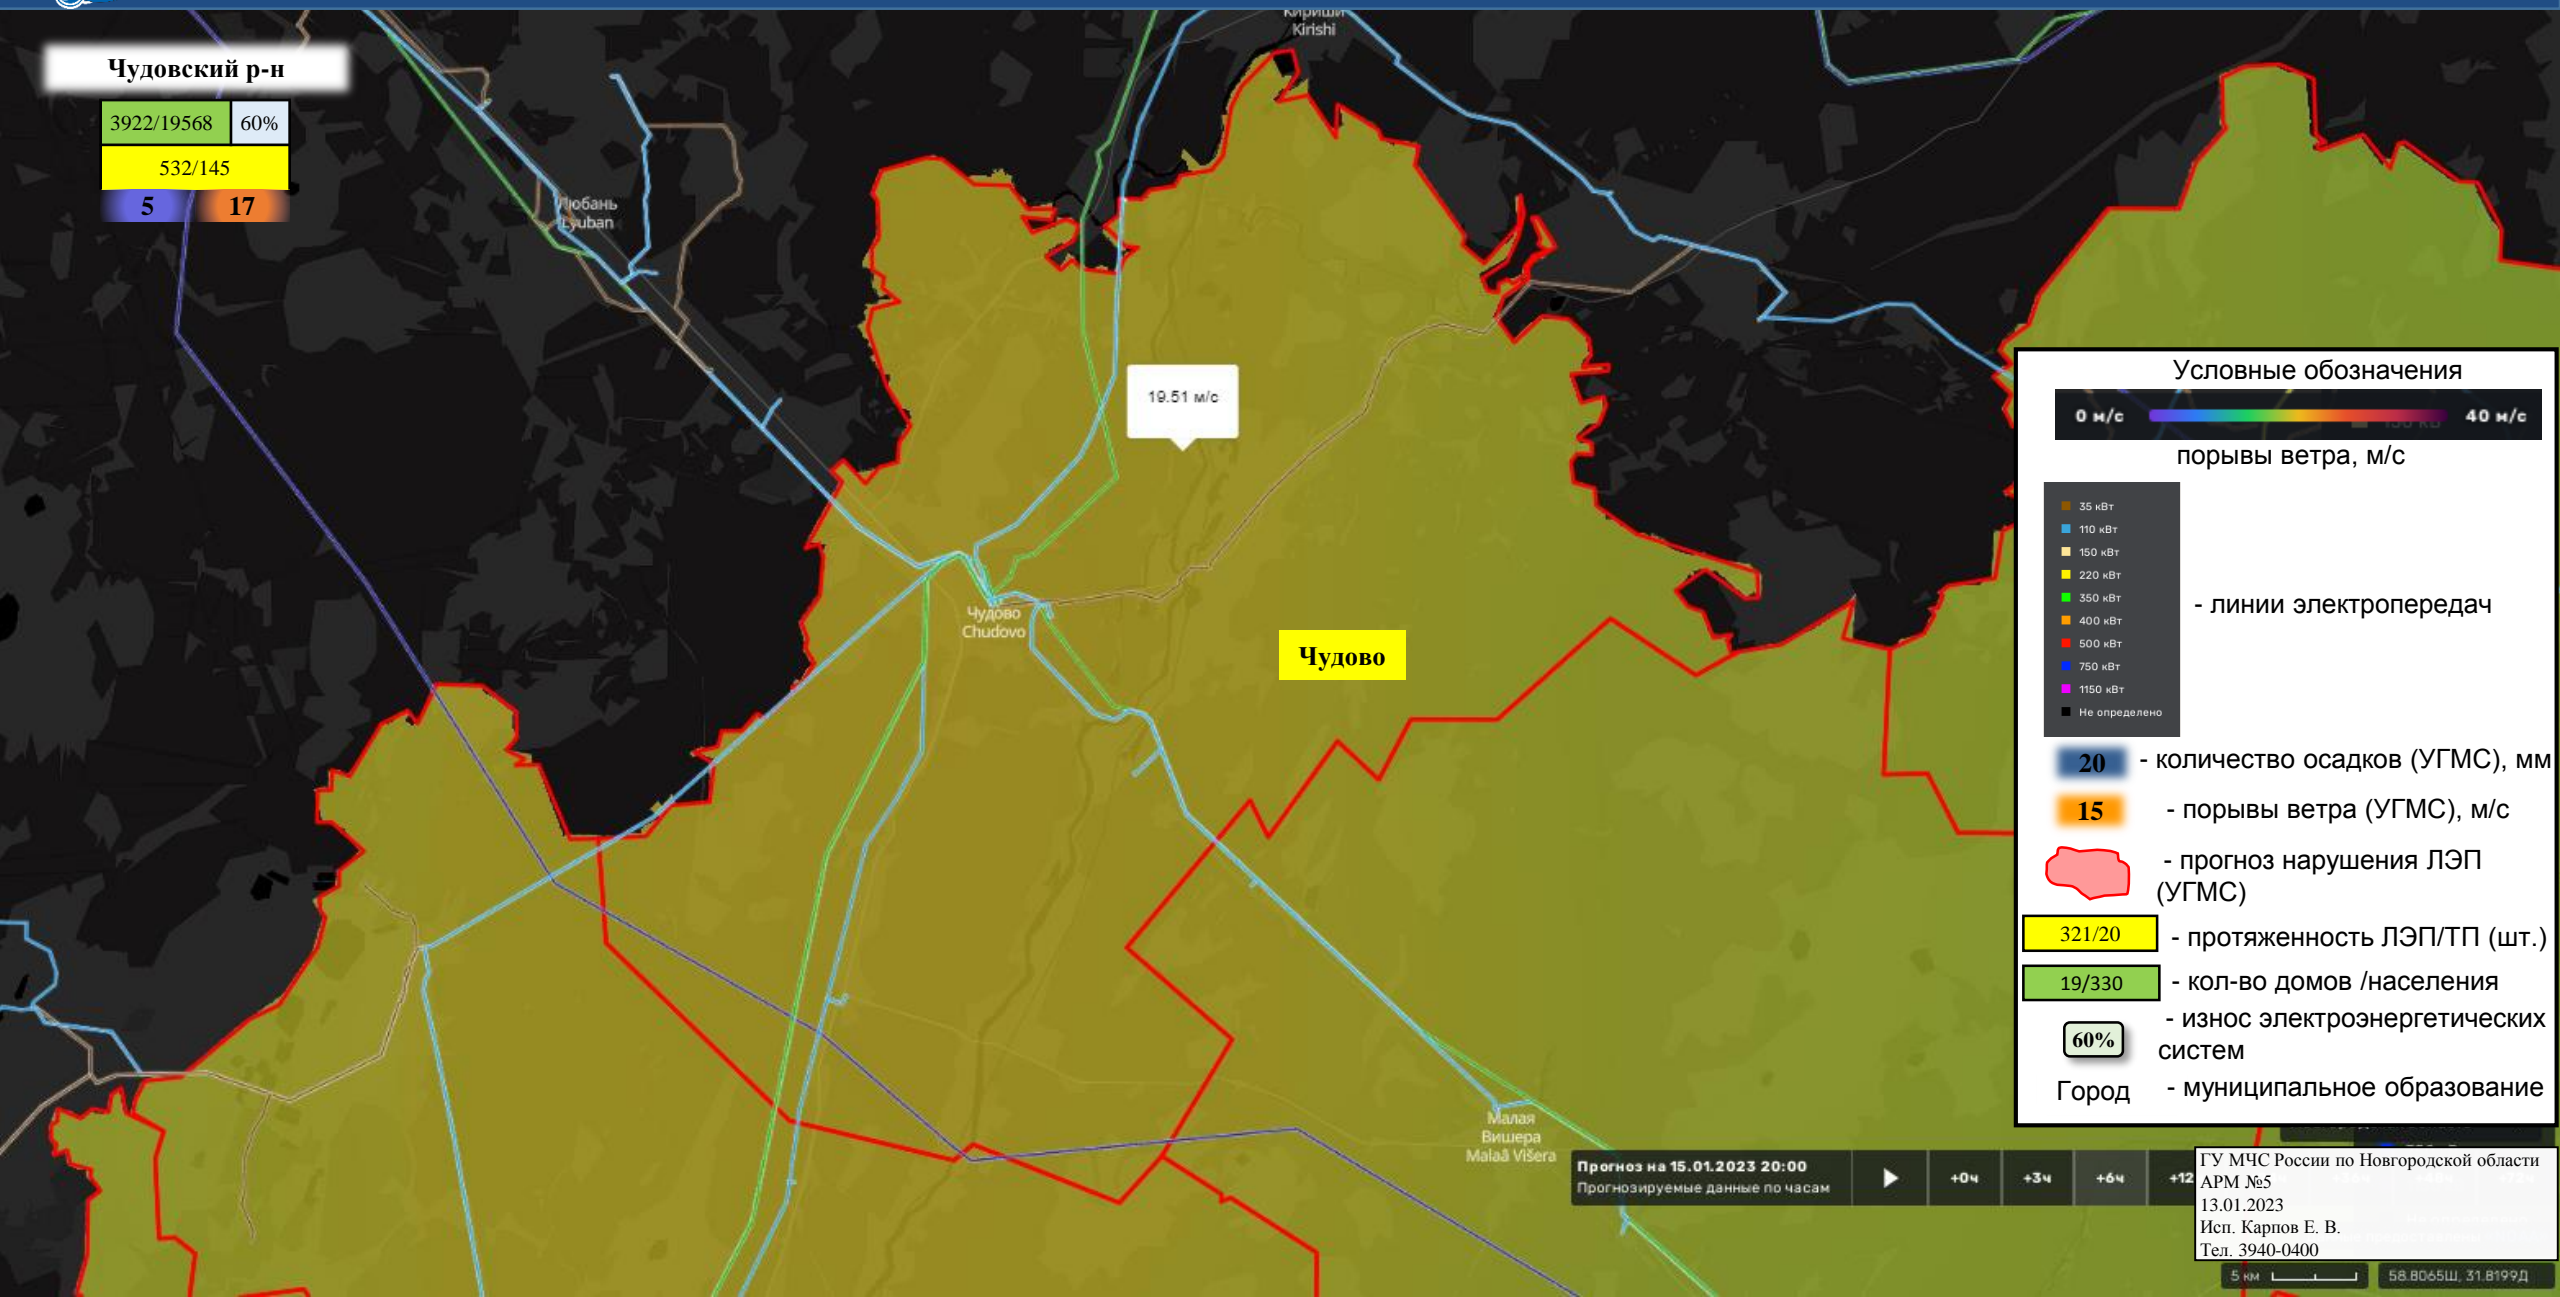 Кириши
Kirishi
Чудовский р-н
3922/19568 60%
532/145
5 17
Любань
Lyuban
19.51 м/с
Чудово
Chudovo
Чудово
Малая
Вишера
Malaâ Višera
Условные обозначения
0 м/с 40 м/с
порывы ветра, м/с
35 кВт
110 кВт
150 кВт
220 кВт
350 кВт
400 кВт
500 кВт
750 кВт
1150 кВт
Не определено
- линии электропередач
20 - количество осадков (УГМС), мм
15 - порывы ветра (УГМС), м/с
- прогноз нарушения ЛЭП
(УГМС)
321/20 - протяженность ЛЭП/ТП (шт.)
19/330 - кол-во домов /населения
60% - износ электроэнергетических
систем
Город - муниципальное образование
Прогноз на 15.01.2023 20:00
Прогнозируемые данные по часам
+0ч +3ч +6ч +12
ГУ МЧС России по Новгородской области
АРМ №5
13.01.2023
Исп. Карпов Е. В.
Тел. 3940-0400
5 км
58.8065Ш, 31.8199Д